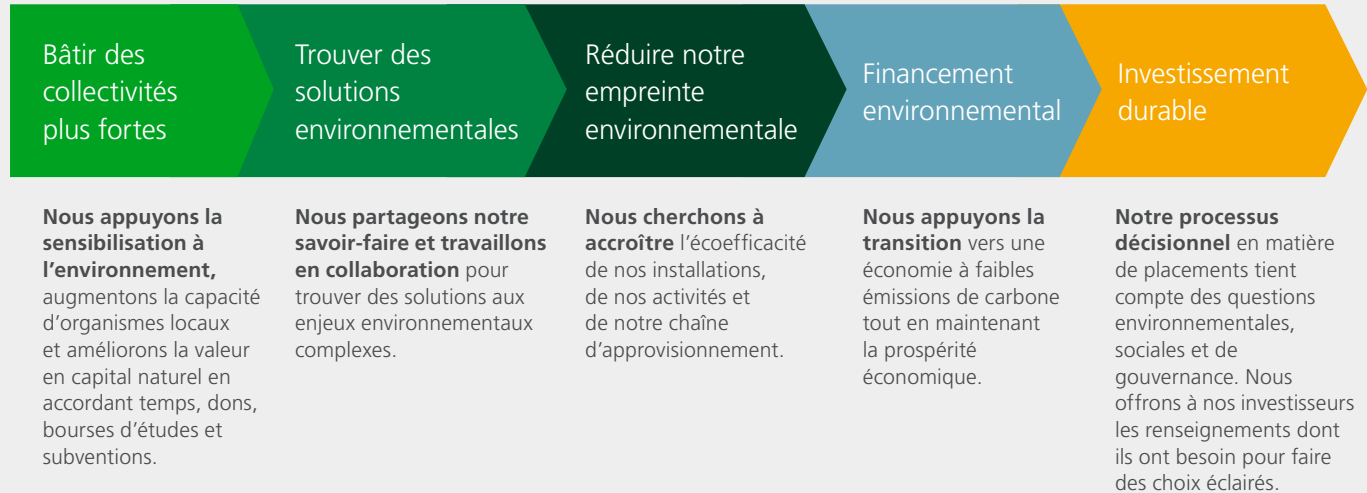 Bâtir des
collectivités
plus fortes
Trouver des
solutions
environnementales
Réduire notre
empreinte
environnementale
Financement
environnemental
Investissement
durable
Nous appuyons la
sensibilisation à
l’environnement,
augmentons la capacité
d’organismes locaux
et améliorons la valeur
en capital naturel en
accordant temps, dons,
bourses d’études et
subventions.
Nous partageons notre
savoir-faire et travaillons
en collaboration pour
trouver des solutions aux
enjeux environnementaux
complexes.
Nous cherchons à
accroître l’écoefficacité
de nos installations,
de nos activités et
de notre chaîne
d’approvisionnement.
Nous appuyons la
transition vers une
économie à faibles
émissions de carbone
tout en maintenant
la prospérité
économique.
Notre processus
décisionnel en matière
de placements tient
compte des questions
environnementales,
sociales et de
gouvernance. Nous
offrons à nos investisseurs
les renseignements dont
ils ont besoin pour faire
des choix éclairés.